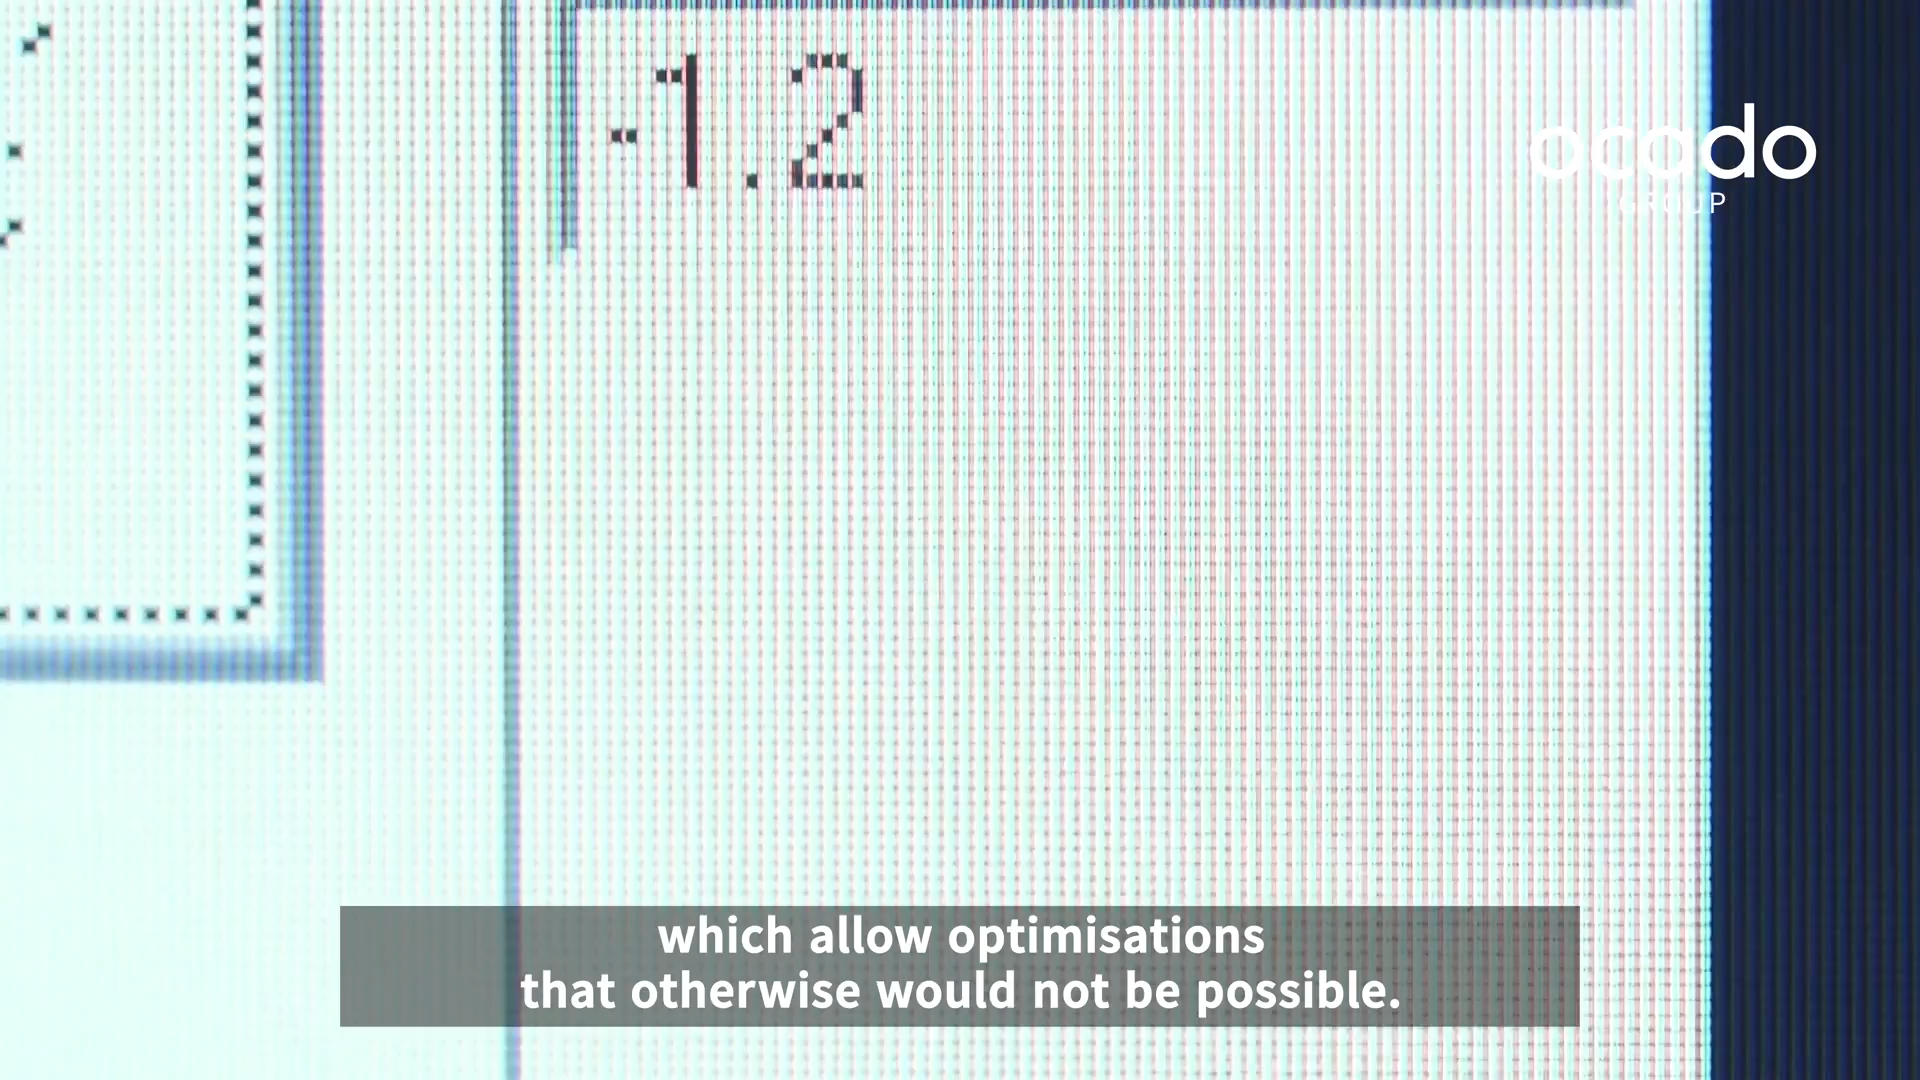 -1.2
ocado
GROUP
which allow optimisations
that otherwise would not be possible.